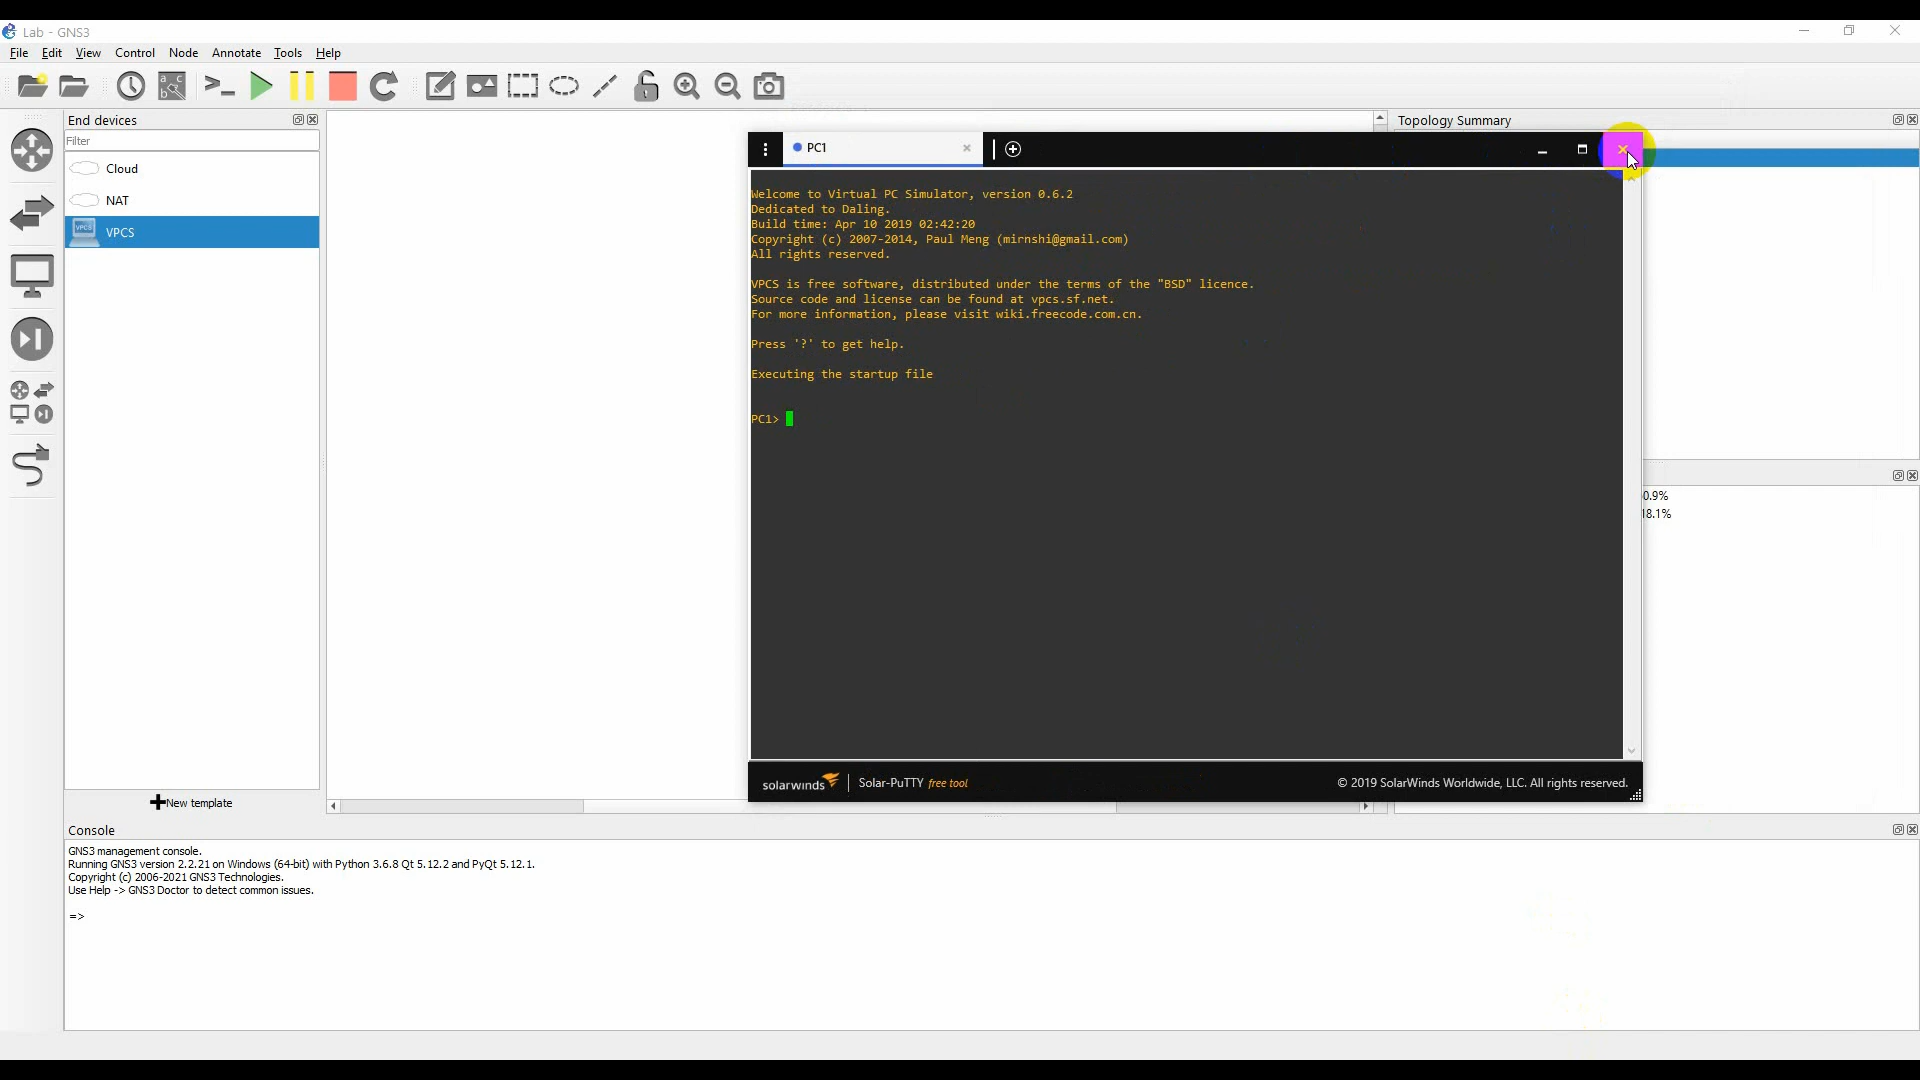 Lab - GNS3
File Edit View Control Node Annotate Tools Help
End devices
Topology Summary
Filter
Cloud
NAT
VPCS
VPCS
New template
PC1
Welcome to Virtual PC Simulator, version 0.6.2
Dedicated to Daling.
Build time: Apr 10 2019 02:42:20
Copyright (c) 2007-2014, Paul Meng (mirnshi@gmail.com)
All rights reserved.
VPCS is free software, distributed under the terms of the "BSD" licence.
Source code and license can be found at vpcs.sf.net.
For more information, please visit wiki.freecode.com.cn.
Press '?' to get help.
Executing the startup file
PC1>
solarwinds Solar-PuTTY free tool
© 2019 SolarWinds Worldwide, LLC. All rights reserved.
0.9%
18.1%
Console
GNS3 management console.
Running GNS3 version 2.2.21 on Windows (64-bit) with Python 3.6.8 Qt 5.12.2 and PyQt 5.12.1.
Copyright (c) 2006-2021 GNS3 Technologies.
Use Help -> GNS3 Doctor to detect common issues.
=>